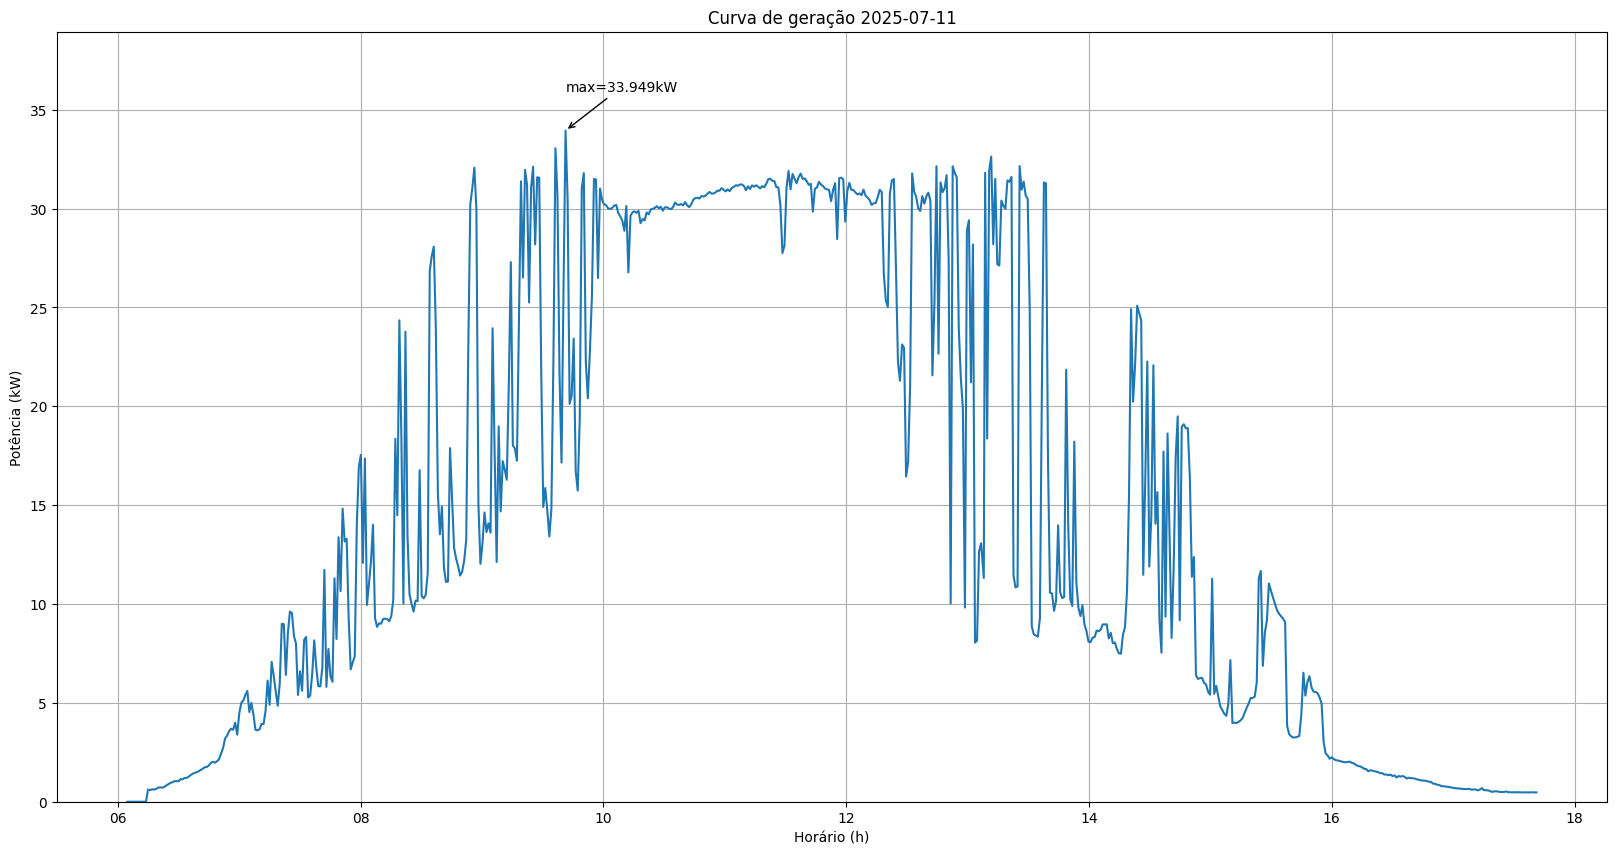 Curva de geração 2025-07-11
max=33.949kW
35
30
25
20
15
10
5
0
Potência (kW)
06 08 10 12 14 16 18
Horário (h)